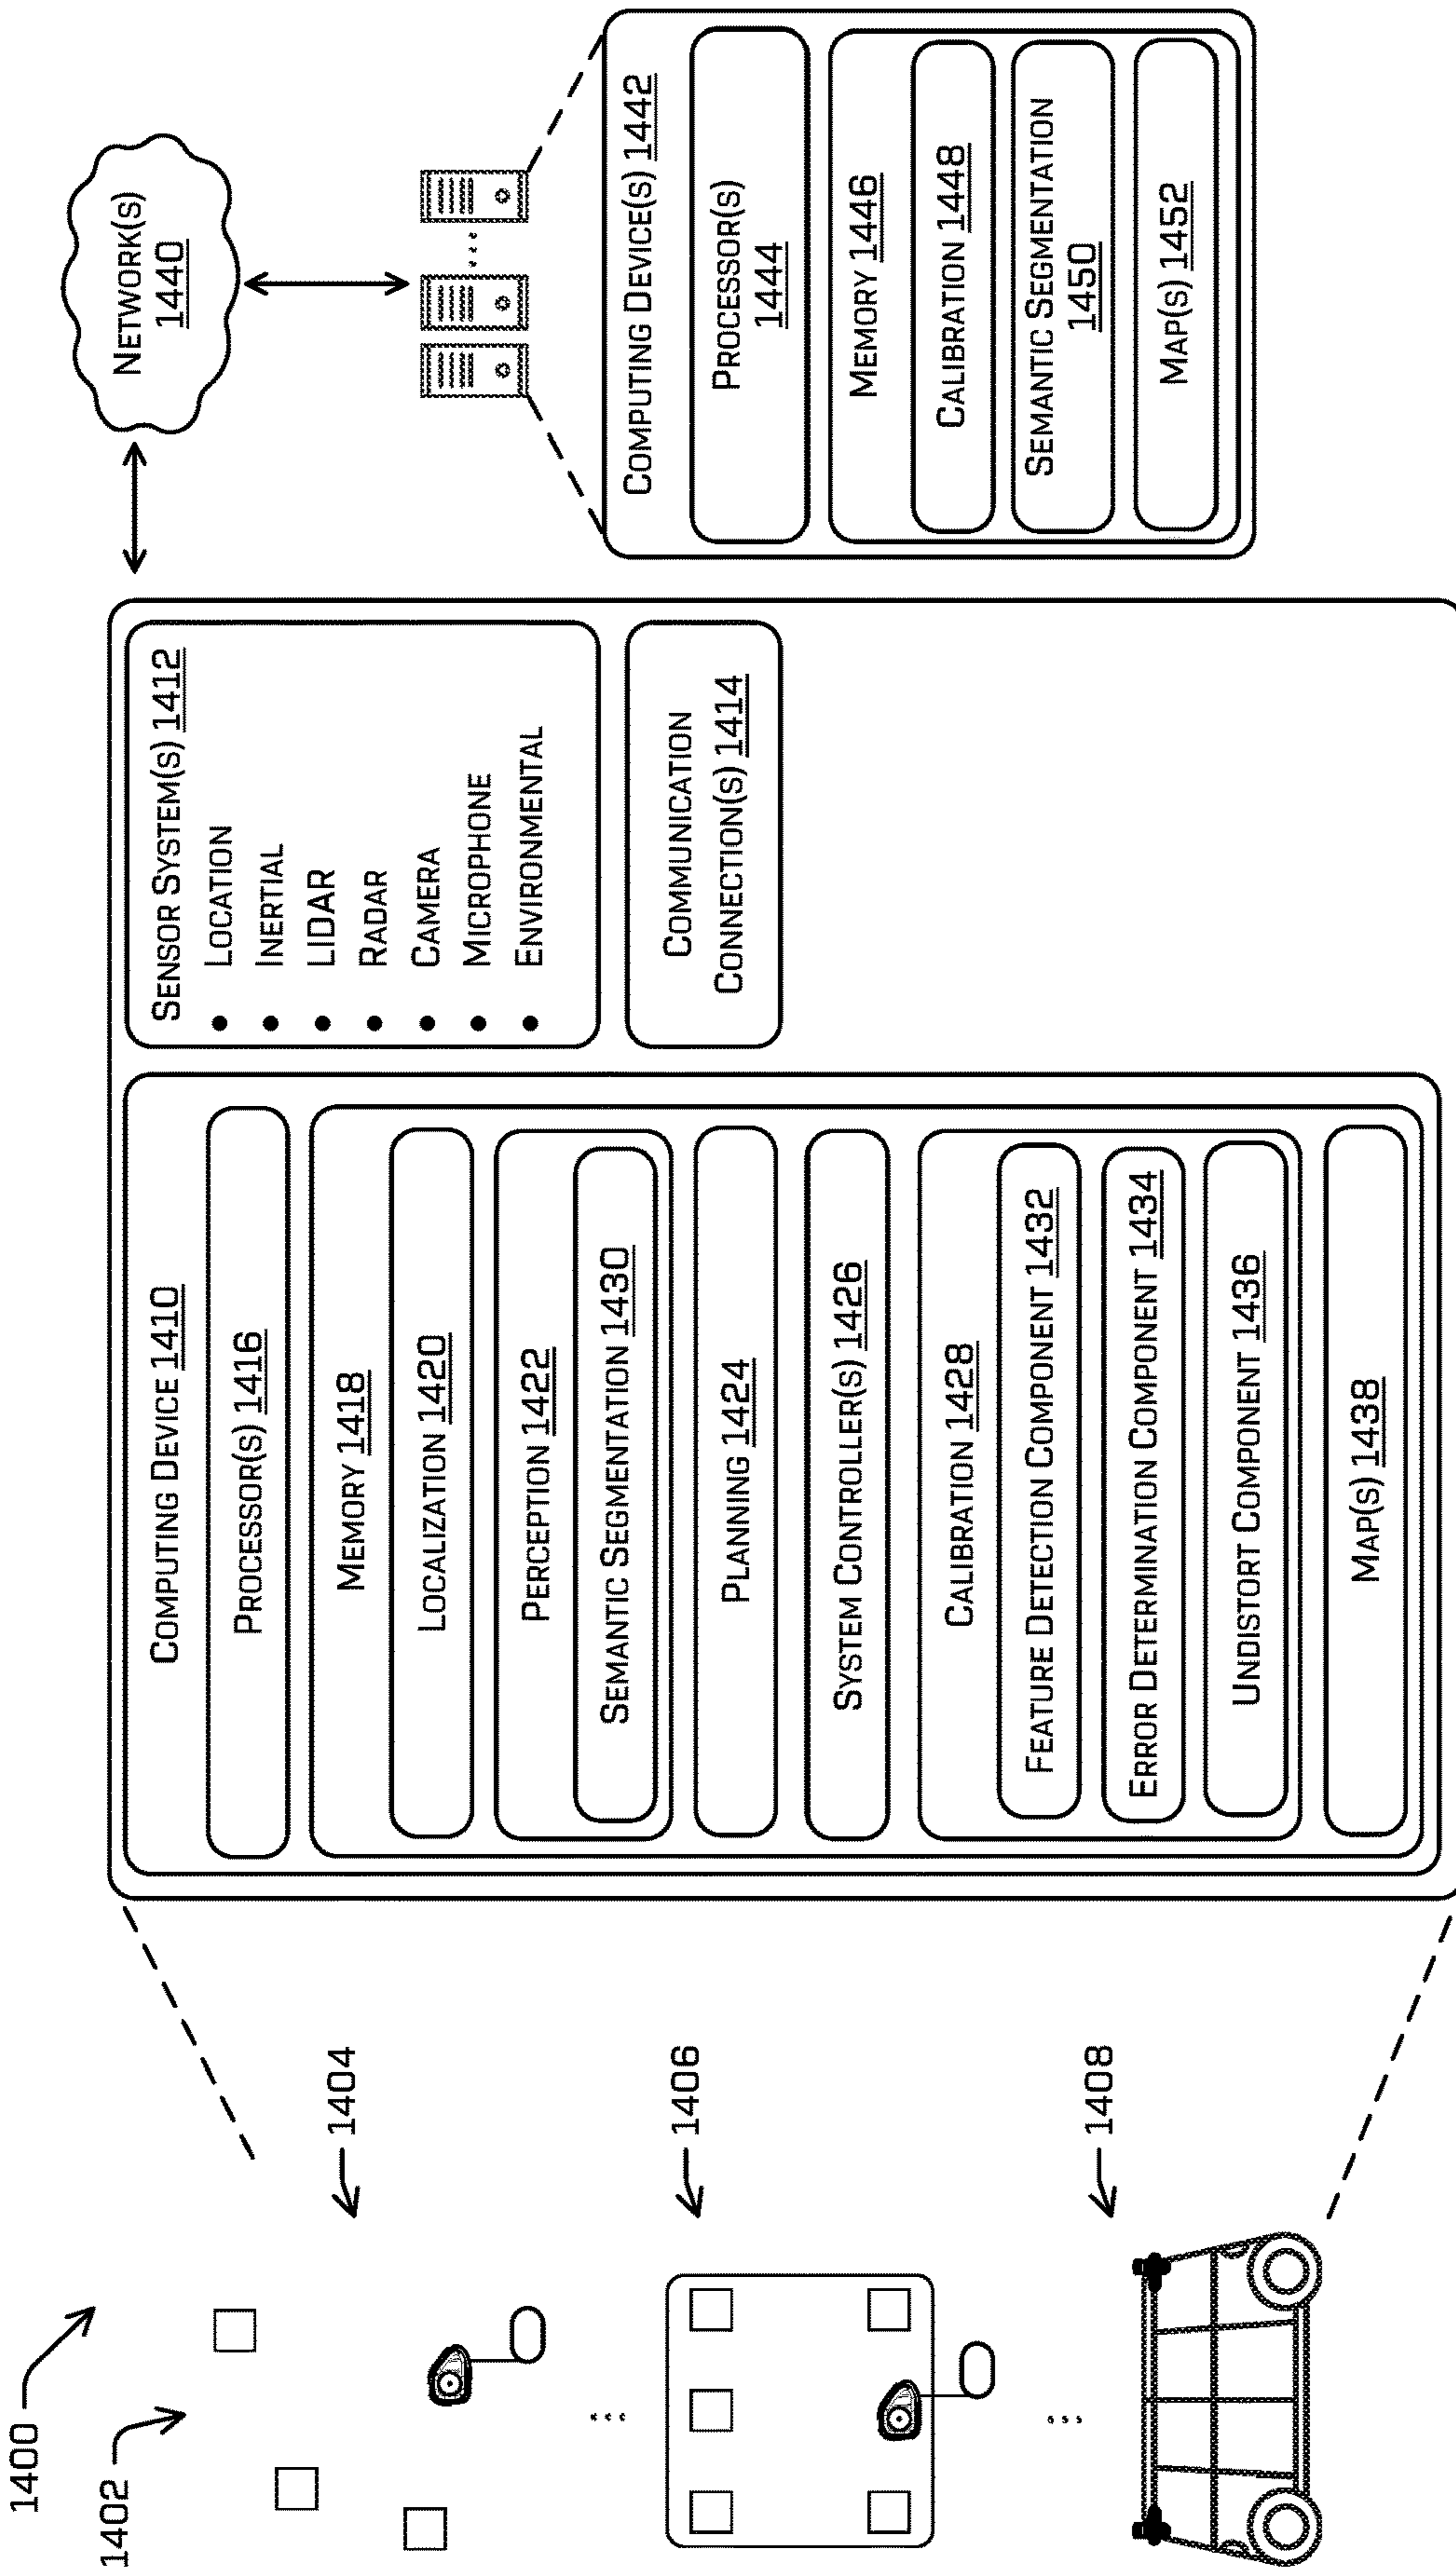 1400
1402
1404
1406
1408
COMPUTING DEVICE 1410
PROCESSOR(S) 1416
MEMORY 1418
LOCALIZATION 1420
PERCEPTION 1422
SEMANTIC SEGMENTATION 1430
PLANNING 1424
SYSTEM CONTROLLER(S) 1426
CALIBRATION 1428
FEATURE DETECTION COMPONENT 1432
ERROR DETERMINATION COMPONENT 1434
UNDISTORT COMPONENT 1436
MAP(S) 1438
SENSOR SYSTEM(S) 1412
• LOCATION
• INERTIAL
• LIDAR
• RADAR
• CAMERA
• MICROPHONE
• ENVIRONMENTAL
COMMUNICATION
CONNECTION(S) 1414
NETWORK(S)
1440
COMPUTING DEVICE(S) 1442
PROCESSOR(S)
1444
MEMORY 1446
CALIBRATION 1448
SEMANTIC SEGMENTATION
1450
MAP(S) 1452